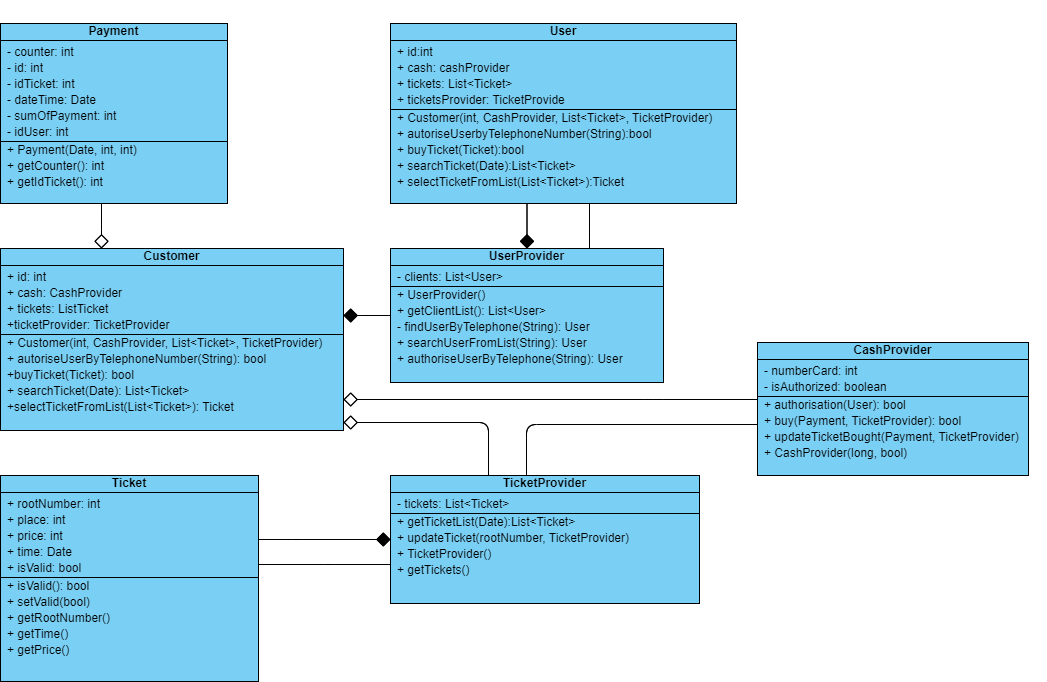 Payment
- counter: int
- id: int
- idTicket: int
- dateTime: Date
- sumOfPayment: int
- idUser: int
+ Payment(Date, int, int)
+ getCounter(): int
+ getIdTicket(): int
User
+ id:int
+ cash: cashProvider
+ tickets: List<Ticket>
+ ticketsProvider: TicketProvide
+ Customer(int, CashProvider, List<Ticket>, TicketProvider)
+ autoriseUserbyTelephoneNumber(String):bool
+ buyTicket(Ticket):bool
+ searchTicket(Date):List<Ticket>
+ selectTicketFromList(List<Ticket>):Ticket
Customer
+ id: int
+ cash: CashProvider
+ tickets: ListTicket
+ticketProvider: TicketProvider
+ Customer(int, CashProvider, List<Ticket>, TicketProvider)
+ autoriseUserByTelephoneNumber(String): bool
+buyTicket(Ticket): bool
+ searchTicket(Date): List<Ticket>
+selectTicketFromList(List<Ticket>): Ticket
UserProvider
- clients: List<User>
+ UserProvider()
+ getClientList(): List<User>
- findUserByTelephone(String): User
+ searchUserFromList(String): User
+ authoriseUserByTelephone(String): User
CashProvider
- numberCard: int
- isAuthorized: boolean
+ authorisation(User): bool
+ buy(Payment, TicketProvider): bool
+ updateTicketBought(Payment, TicketProvider)
+ CashProvider(long, bool)
Ticket
+ rootNumber: int
+ place: int
+ price: int
+ time: Date
+ isValid: bool
+ isValid(): bool
+ setValid(bool)
+ getRootNumber()
+ getTime()
+ getPrice()
TicketProvider
- tickets: List<Ticket>
+ getTicketList(Date):List<Ticket>
+ updateTicket(rootNumber, TicketProvider)
+ TicketProvider()
+ getTickets()